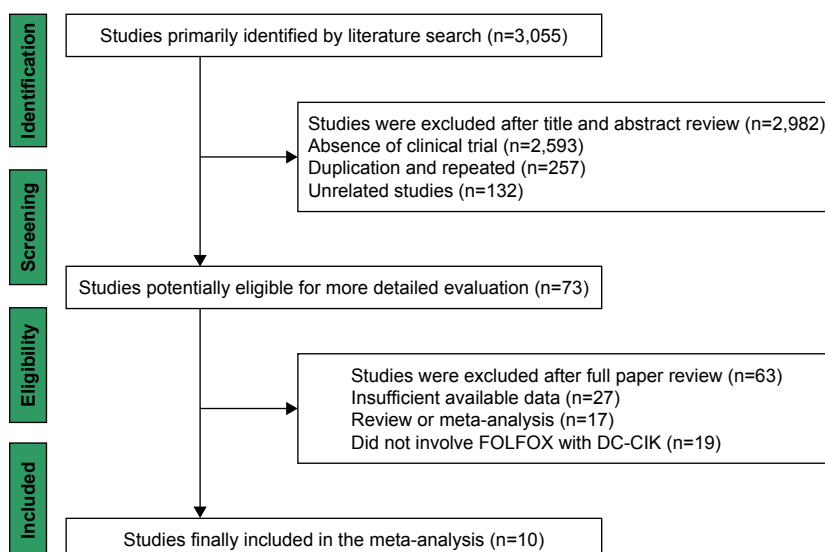 Identification
Studies primarily identified by literature search (n=3,055)
Studies were excluded after title and abstract review (n=2,982)
Absence of clinical trial (n=2,593)
Duplication and repeated (n=257)
Unrelated studies (n=132)
Screening
Studies potentially eligible for more detailed evaluation (n=73)
Eligibility
Studies were excluded after full paper review (n=63)
Insufficient available data (n=27)
Review or meta-analysis (n=17)
Did not involve FOLFOX with DC-CIK (n=19)
Included
Studies finally included in the meta-analysis (n=10)